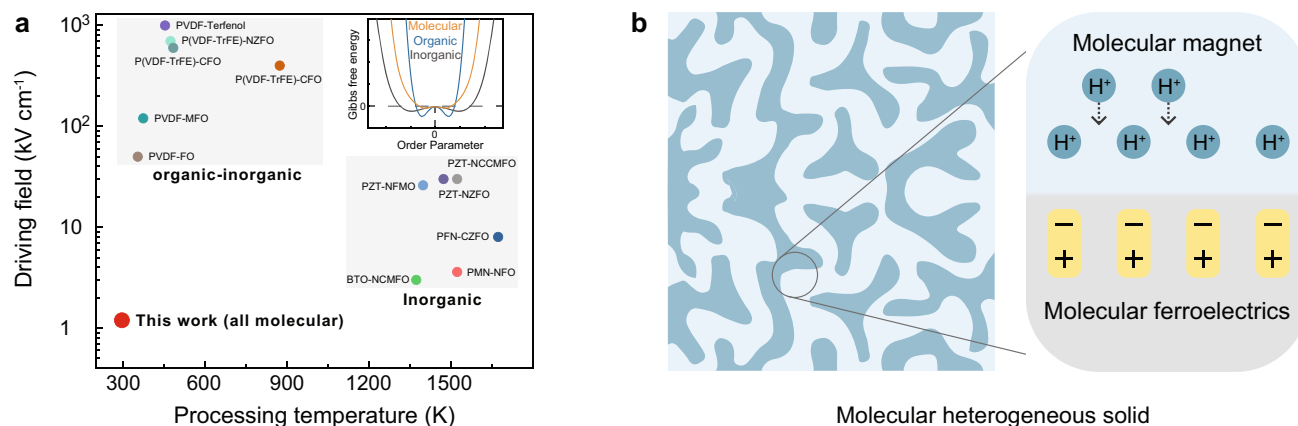 a
Driving field (kV cm⁻¹)
10³
10²
10
1
PVDF-Terfenol
P(VDF-TrFE)-NZFO
P(VDF-TrFE)-CFO
P(VDF-TrFE)-CFO
PVDF-MFO
PVDF-FO
organic-inorganic
Molecular
Organic
Inorganic
Gibbs free energy
0
0
Order Parameter
PZT-NCCMFO
PZT-NFMO
PZT-NZFO
PFN-CZFO
BTO-NCMFO
PMN-NFO
Inorganic
This work (all molecular)
300 600 900 1200 1500
Processing temperature (K)
b
Molecular magnet
H⁺ H⁺
H⁺ H⁺ H⁺ H⁺
− − − −
+ + + +
Molecular ferroelectrics
Molecular heterogeneous solid